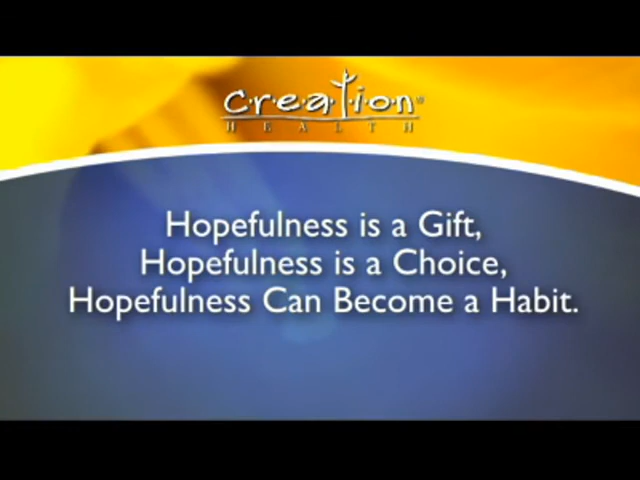 Creation®
HEALTH
Hopefulness is a Gift,
Hopefulness is a Choice,
Hopefulness Can Become a Habit.